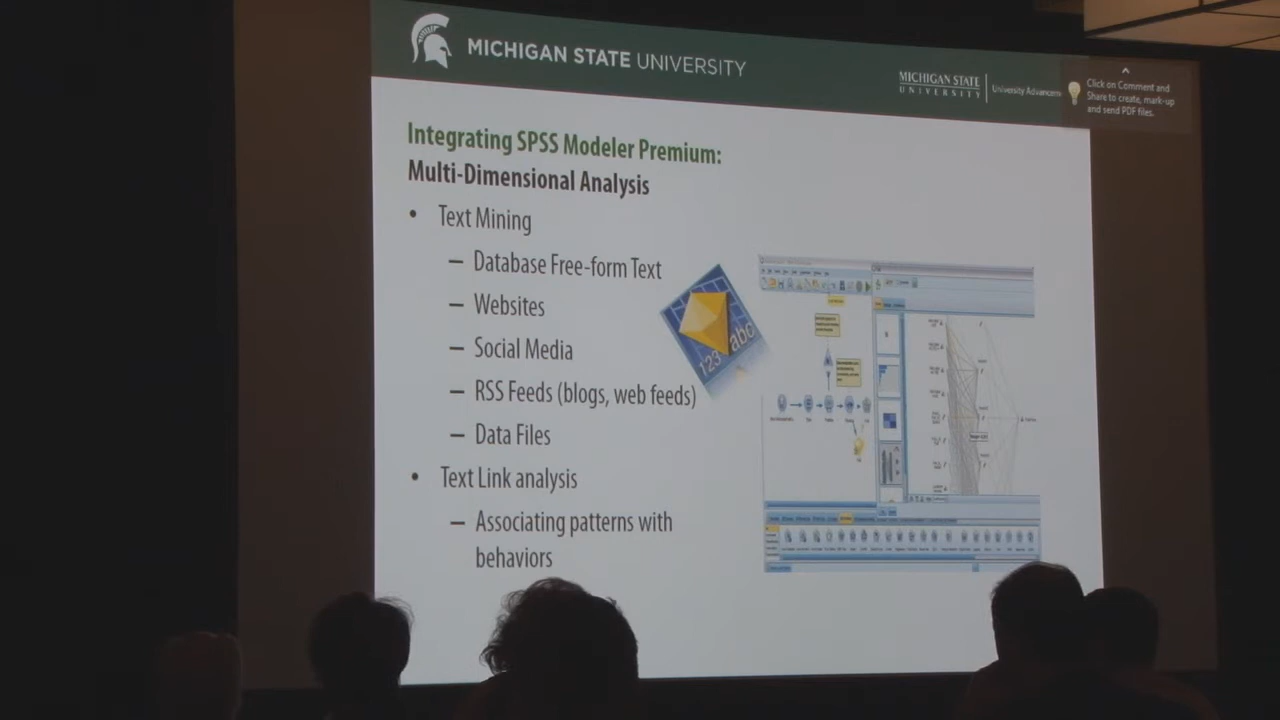 MICHIGAN STATE UNIVERSITY
MICHIGAN STATE
UNIVERSITY
University Advancem
Click on Comment and
Share to create, mark-up
and send PDF files.
Integrating SPSS Modeler Premium:
Multi-Dimensional Analysis
• Text Mining
– Database Free-form Text
– Websites
– Social Media
– RSS Feeds (blogs, web feeds)
– Data Files
• Text Link analysis
– Associating patterns with
behaviors
123 abc